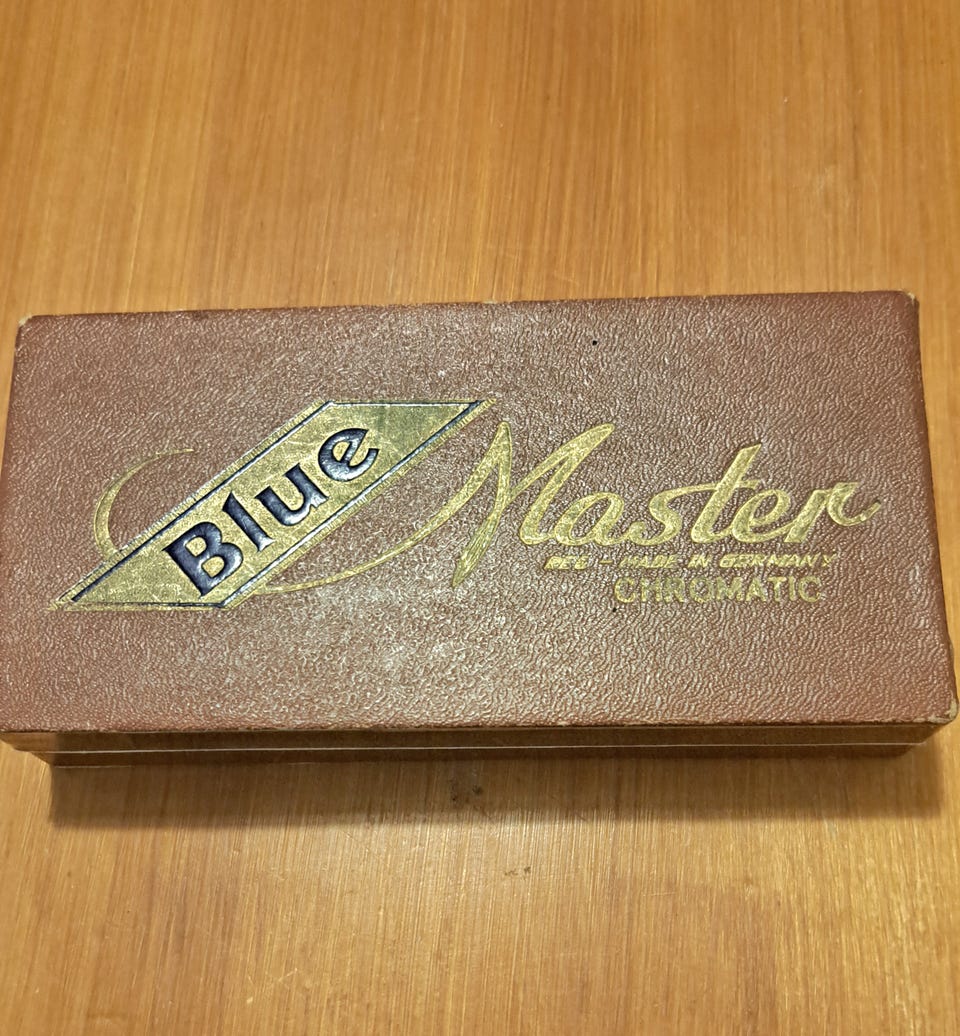 Blue Master
REG - MADE IN GERMANY
CHROMATIC